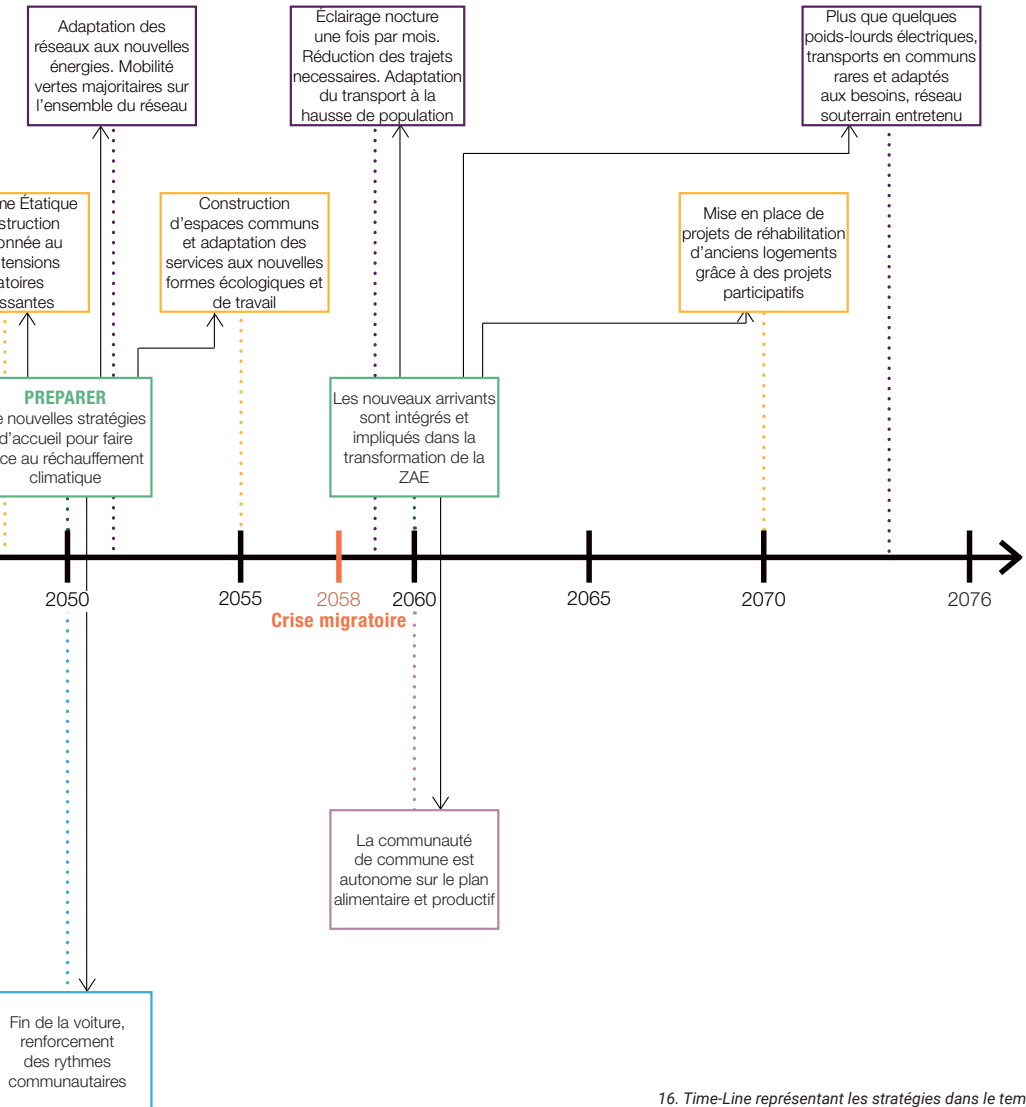 Adaptation des
réseaux aux nouvelles
énergies. Mobilité
vertes majoritaires sur
l'ensemble du réseau
Éclairage nocture
une fois par mois.
Réduction des trajets
necessaires. Adaptation
du transport à la
hausse de population
Plus que quelques
poids-lourds électriques,
transports en communs
rares et adaptés
aux besoins, réseau
souterrain entretenu
Étatique
au
tensions
Construction
d'espaces communs
et adaptation des
services aux nouvelles
formes écologiques et
de travail
Mise en place de
projets de réhabilitation
d'anciens logements
grâce à des projets
participatifs
PREPARER
nouvelles stratégies
d'accueil pour faire
au réchauffement
climatique
Les nouveaux arrivants
sont intégrés et
impliqués dans la
transformation de la
ZAE
2050
2055
2058
2060
2065
2070
2076
Crise migratoire
La communauté
de commune est
autonome sur le plan
alimentaire et productif
Fin de la voiture,
renforcement
des rythmes
communautaires
16. Time-Line représentant les stratégies dans le